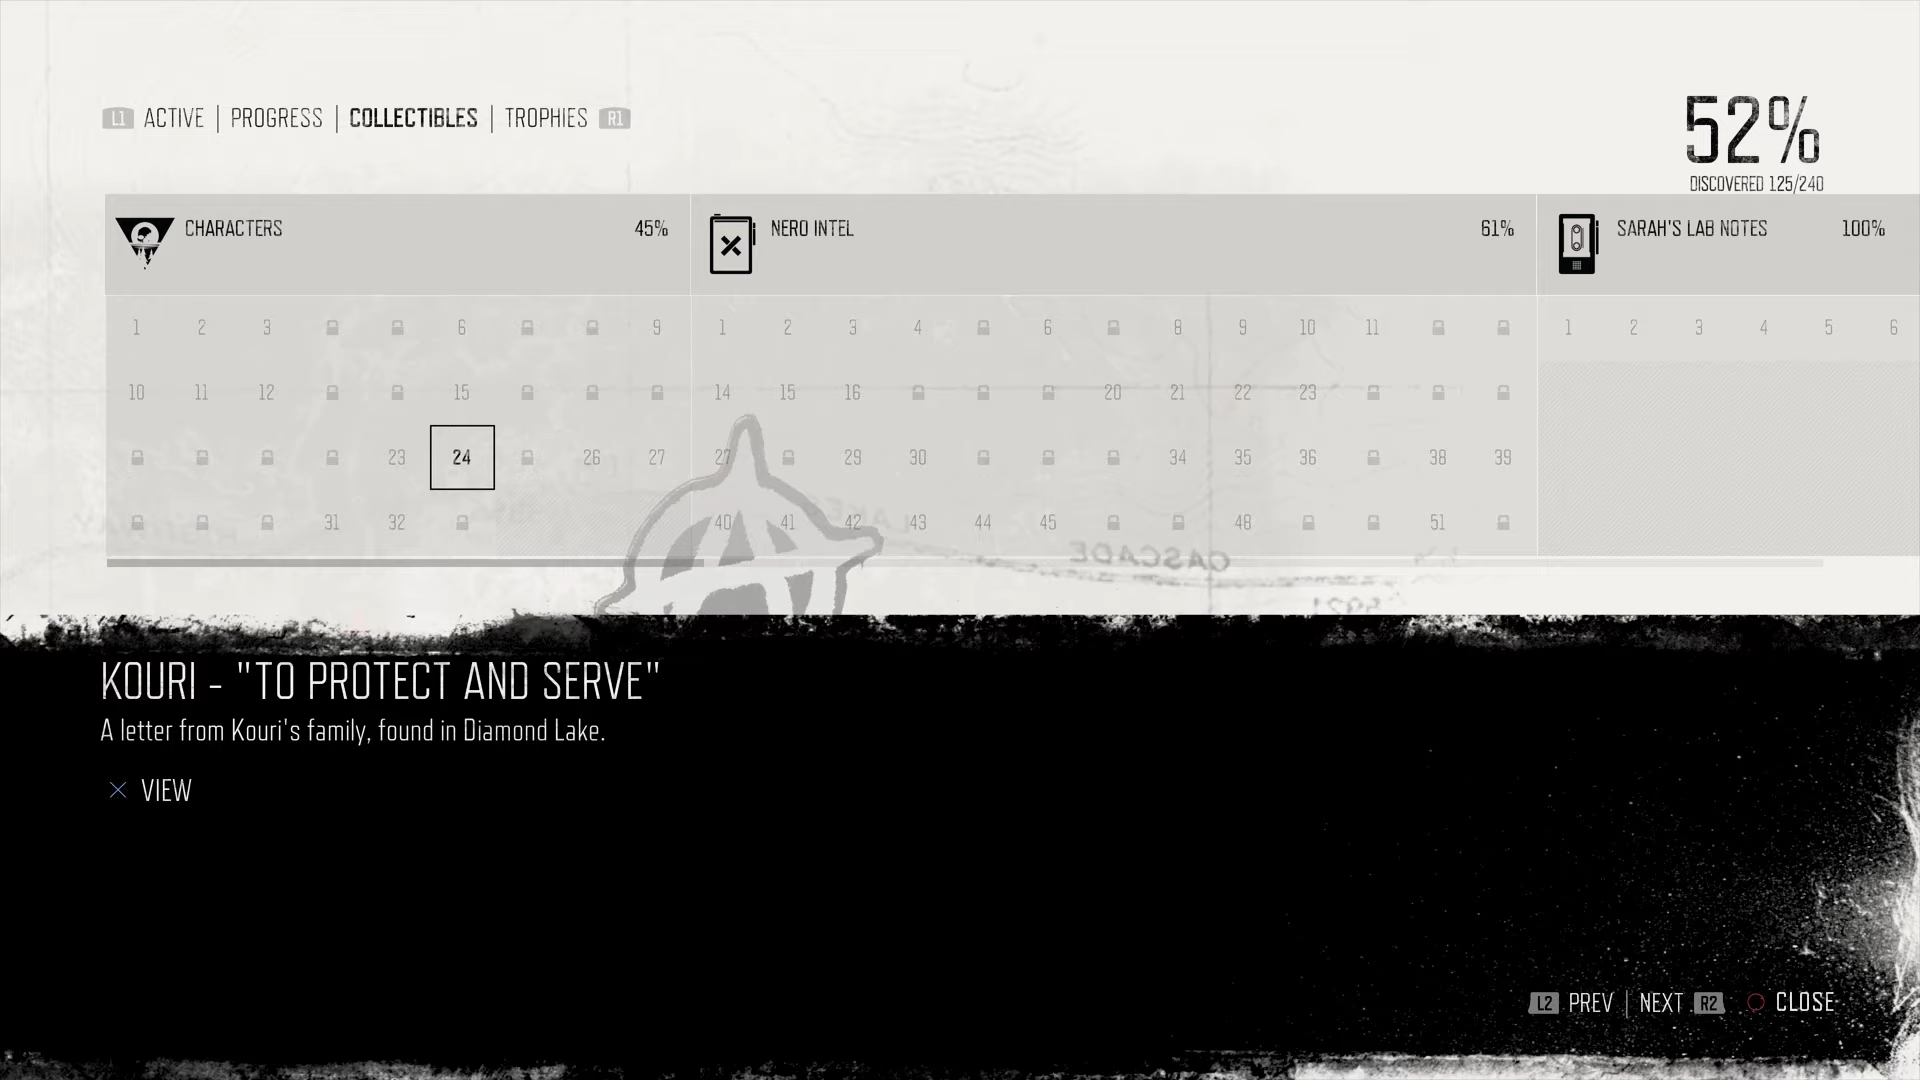 L1 ACTIVE | PROGRESS | COLLECTIBLES | TROPHIES R1
52%
DISCOVERED 125/240
CHARACTERS 45%
NERO INTEL 61%
SARAH'S LAB NOTES 100%
1 2 3 6 9 1 2 3 4 6 8 9 10 11 1 2 3 4 5 6
10 11 12 15 14 15 16 20 21 22 23
23 24 26 27 27 29 30 34 35 36 38 39
31 32 40 41 42 43 44 45 48 51
CASCADE
KOURI - "TO PROTECT AND SERVE"
A letter from Kouri's family, found in Diamond Lake.
VIEW
L2 PREV | NEXT R2 CLOSE